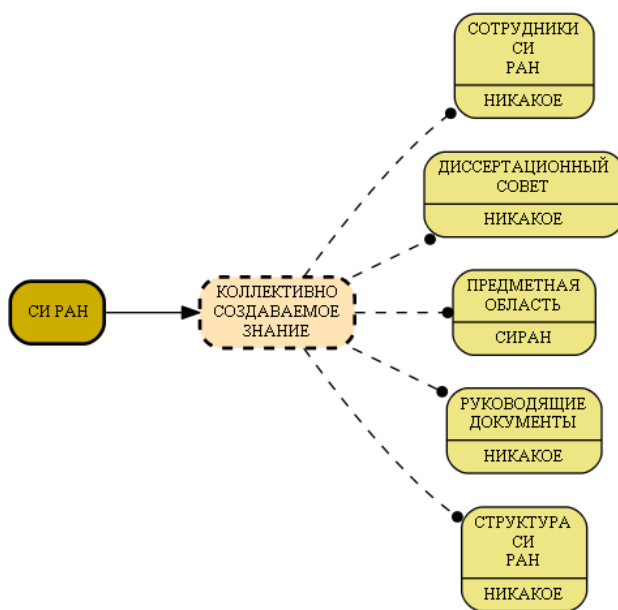 СОТРУДНИКИ
СИ
РАН
НИКАКОЕ
ДИССЕРТАЦИОННЫЙ
СОВЕТ
НИКАКОЕ
СИ РАН
КОЛЛЕКТИВНО
СОЗДАВАЕМОЕ
ЗНАНИЕ
ПРЕДМЕТНАЯ
ОБЛАСТЬ
СИРАН
РУКОВОДЯЩИЕ
ДОКУМЕНТЫ
НИКАКОЕ
СТРУКТУРА
СИ
РАН
НИКАКОЕ